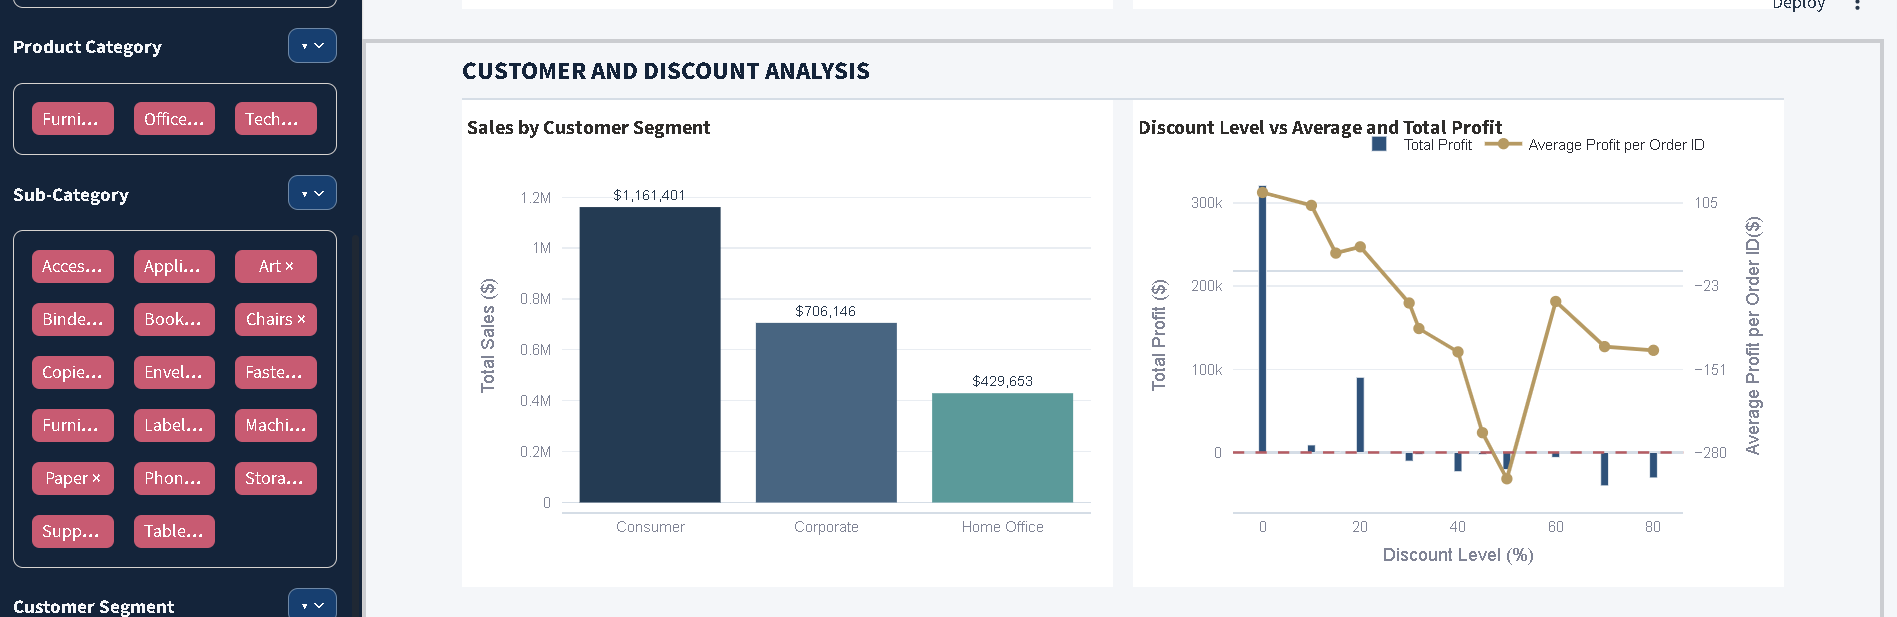 Deploy
Product Category
Furni...
Office...
Tech...
Sub-Category
Acces...
Appli...
Art ×
Binde...
Book...
Chairs ×
Copie...
Envel...
Faste...
Furni...
Label...
Machi...
Paper ×
Phon...
Stora...
Supp...
Table...
Customer Segment
CUSTOMER AND DISCOUNT ANALYSIS
Sales by Customer Segment
1.2M
1M
0.8M
0.6M
0.4M
0.2M
0
Total Sales ($)
$1,161,401
$706,146
$429,653
Consumer
Corporate
Home Office
Discount Level vs Average and Total Profit
Total Profit
Average Profit per Order ID
300k
200k
100k
0
Total Profit ($)
105
−23
−151
−280
Average Profit per Order ID($)
0
20
40
60
80
Discount Level (%)